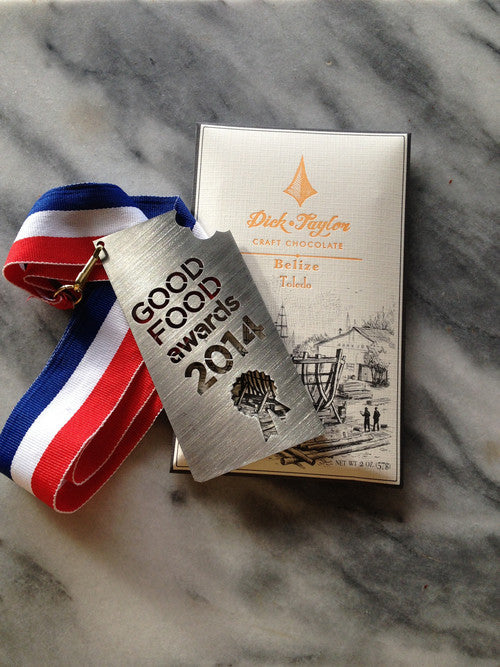 GOOD
FOOD
awards
2014
Dick • Taylor
CRAFT CHOCOLATE
Belize
Toledo
NET WT 2 OZ. (57g)